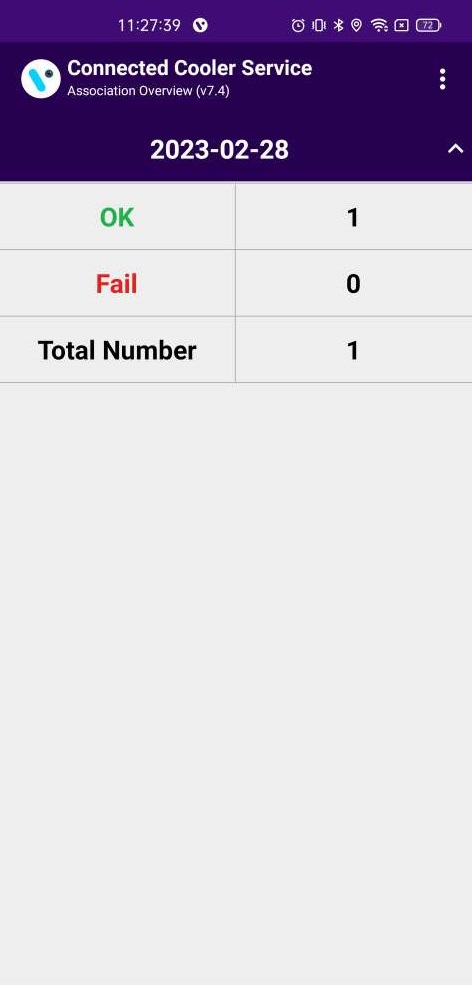 11:27:39
72
Connected Cooler Service
Association Overview (v7.4)
2023-02-28
OK 1
Fail 0
Total Number 1